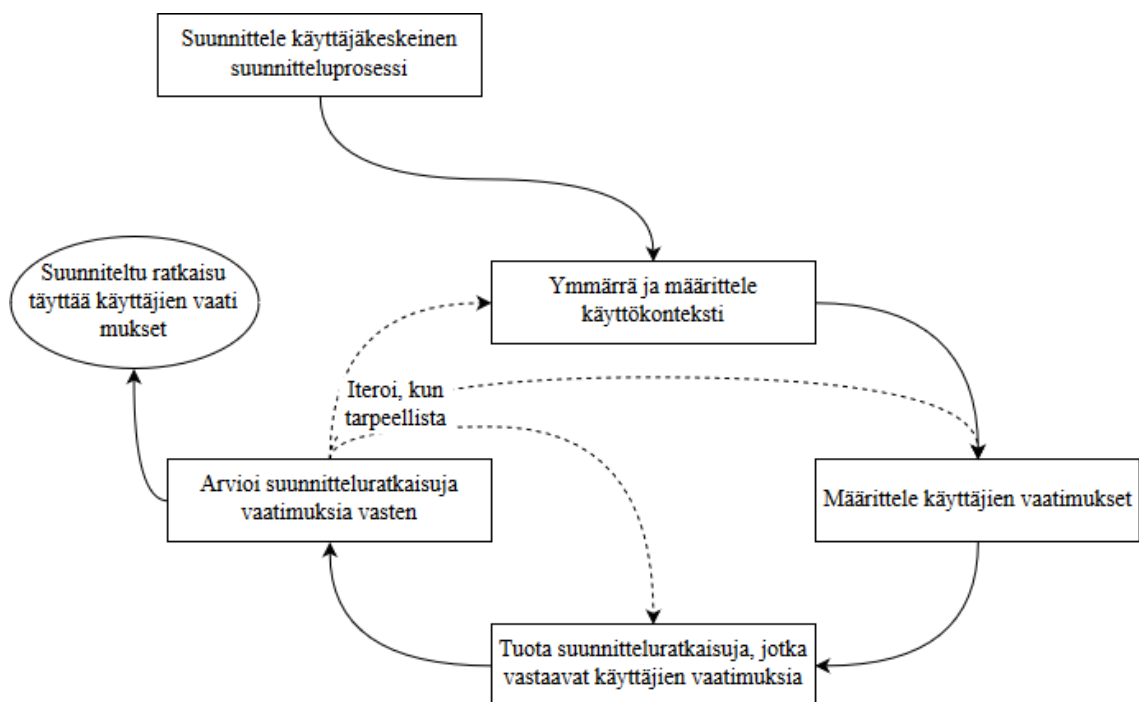 Suunnittele käyttäjäkeskeinen
suunnitteluprosessi
Suunniteltu ratkaisu
täyttää käyttäjien vaati
mukset
Ymmärrä ja määrittele
käyttökonteksti
Iteroi, kun
tarpeellista
Arvioi suunnitteluratkaisuja
vaatimuksia vasten
Määrittele käyttäjien vaatimukset
Tuota suunnitteluratkaisuja, jotka
vastaavat käyttäjien vaatimuksia